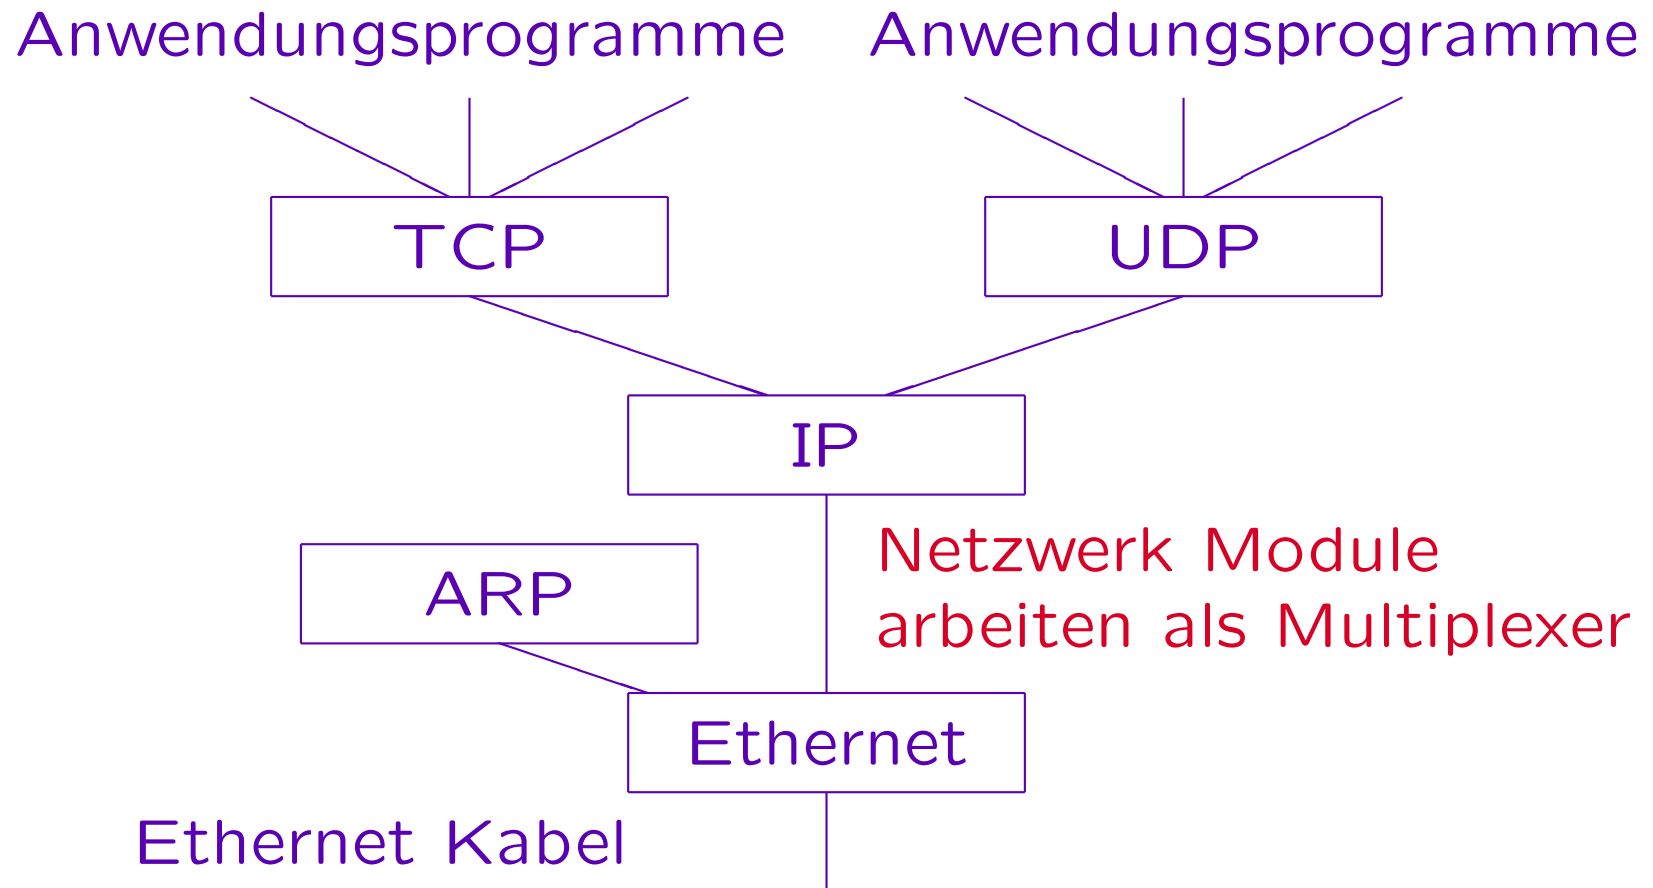 Anwendungsprogramme
Anwendungsprogramme
TCP
UDP
IP
Netzwerk Module
arbeiten als Multiplexer
ARP
Ethernet
Ethernet Kabel